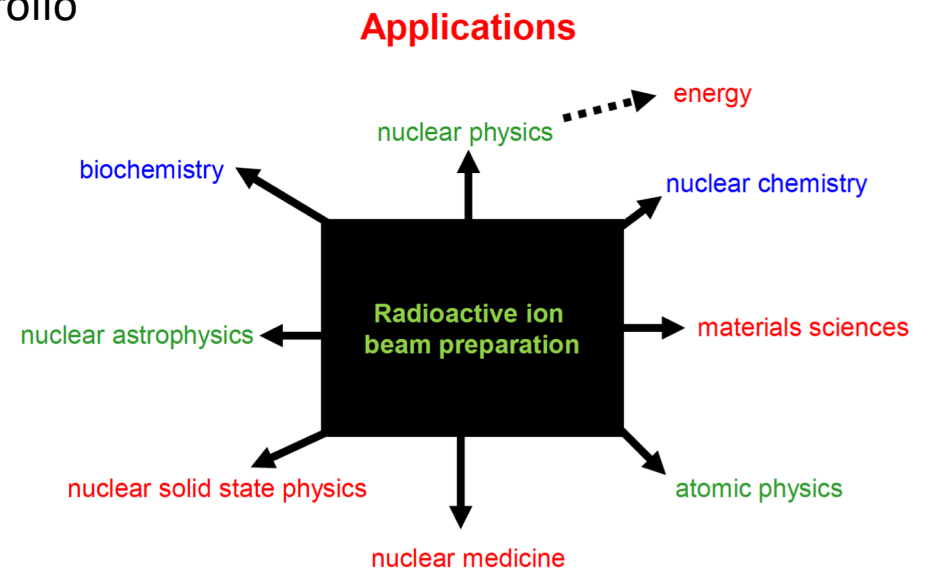 Applications
energy
nuclear physics
biochemistry
nuclear chemistry
Radioactive ion
beam preparation
nuclear astrophysics
materials sciences
nuclear solid state physics
atomic physics
nuclear medicine